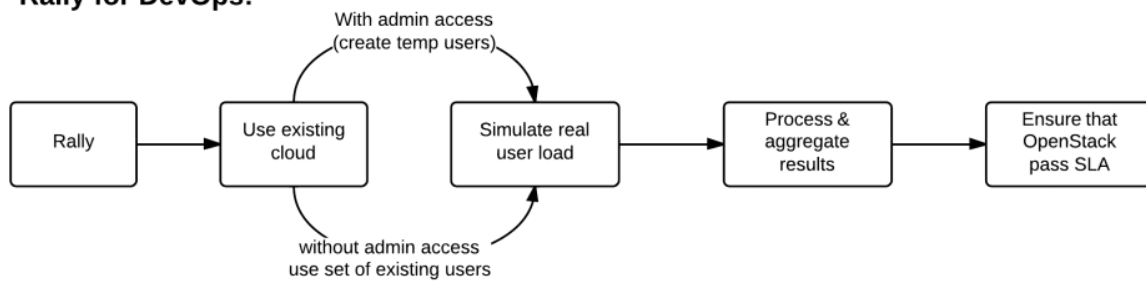 Rally for DevOps:
With admin access
(create temp users)
Rally
Use existing
cloud
Simulate real
user load
Process &
aggregate
results
Ensure that
OpenStack
pass SLA
without admin access
use set of existing users